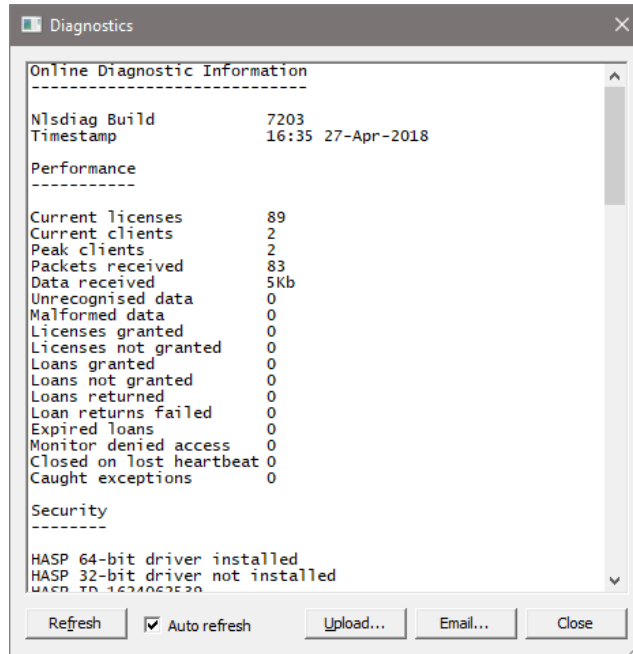 Diagnostics
Online Diagnostic Information
-----------------------------
Nlsdiag Build 7203
Timestamp 16:35 27-Apr-2018
Performance
-----------
Current licenses 89
Current clients 2
Peak clients 2
Packets received 83
Data received 5Kb
Unrecognised data 0
Malformed data 0
Licenses granted 0
Licenses not granted 0
Loans granted 0
Loans not granted 0
Loans returned 0
Loan returns failed 0
Expired loans 0
Monitor denied access 0
Closed on lost heartbeat 0
Caught exceptions 0
Security
--------
HASP 64-bit driver installed
HASP 32-bit driver not installed
HASP ID
Refresh Auto refresh Upload... Email... Close